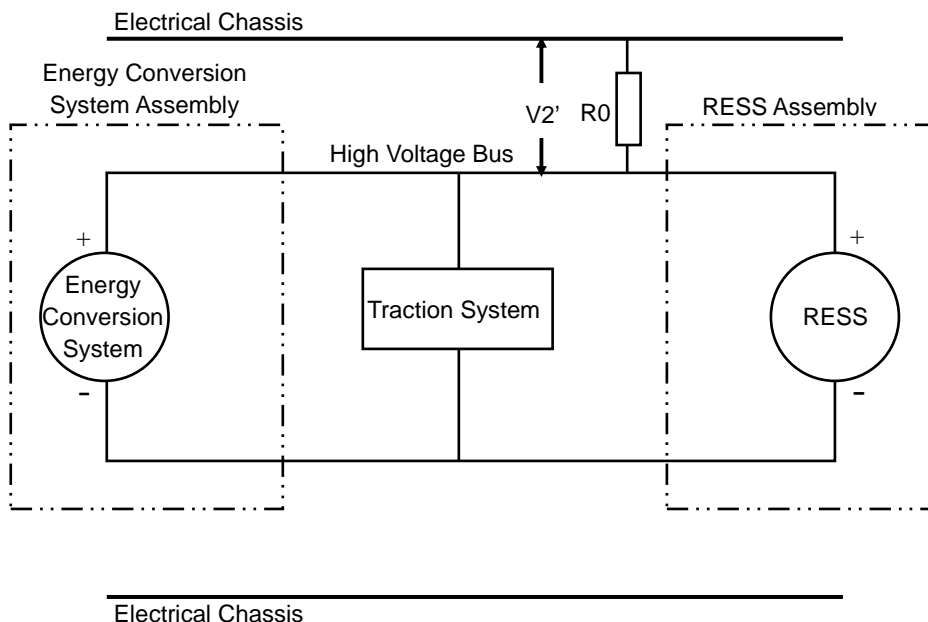 Electrical Chassis
Energy Conversion
System Assembly
V2’
R0
RESS Assembly
High Voltage Bus
+
+
Energy
Conversion
System
Traction System
RESS
-
-
Electrical Chassis